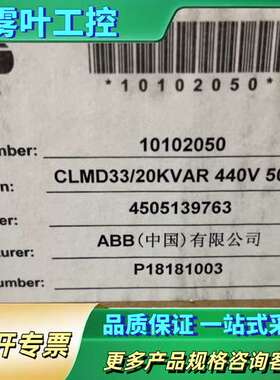 雾叶工控
*10102050*
mber:
10102050
CLMD33/20KVAR 440V 50
er
4505139763
urer:
ABB(中国)有限公司
umber:
P18181003
开专票
品质保证 一站式采
更多产品规格咨询客